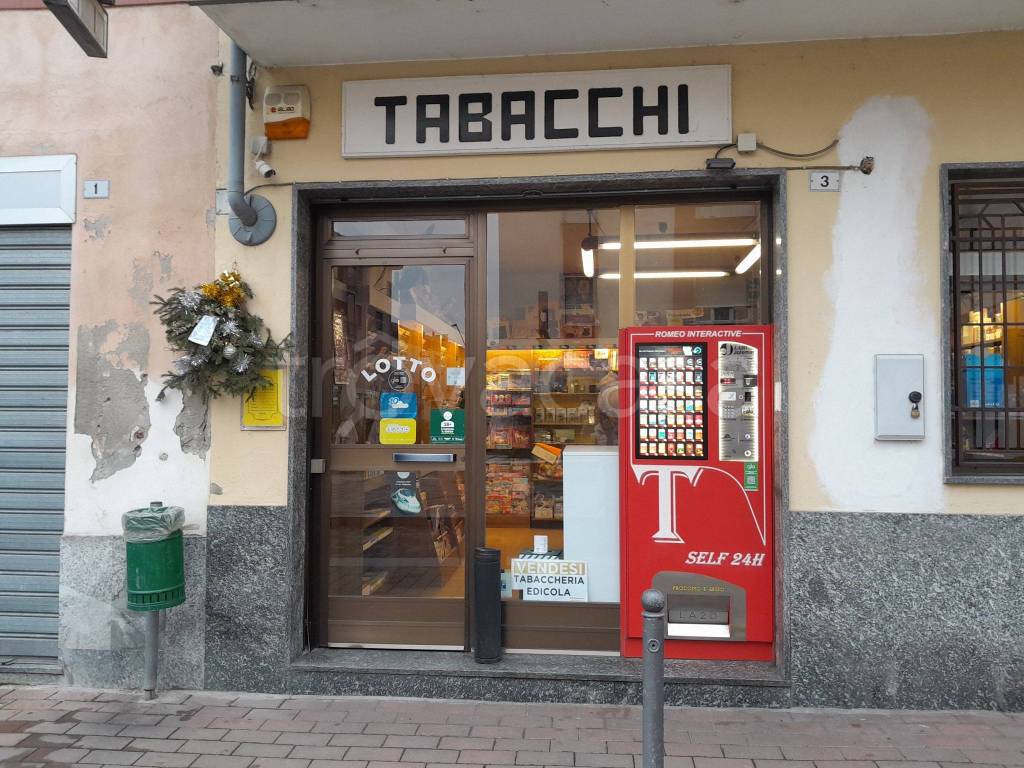 TABACCHI
1
3
LOTTO
ROMEO INTERACTIVE
T
SELF 24H
VENDESI
TABACCHERIA
EDICOLA